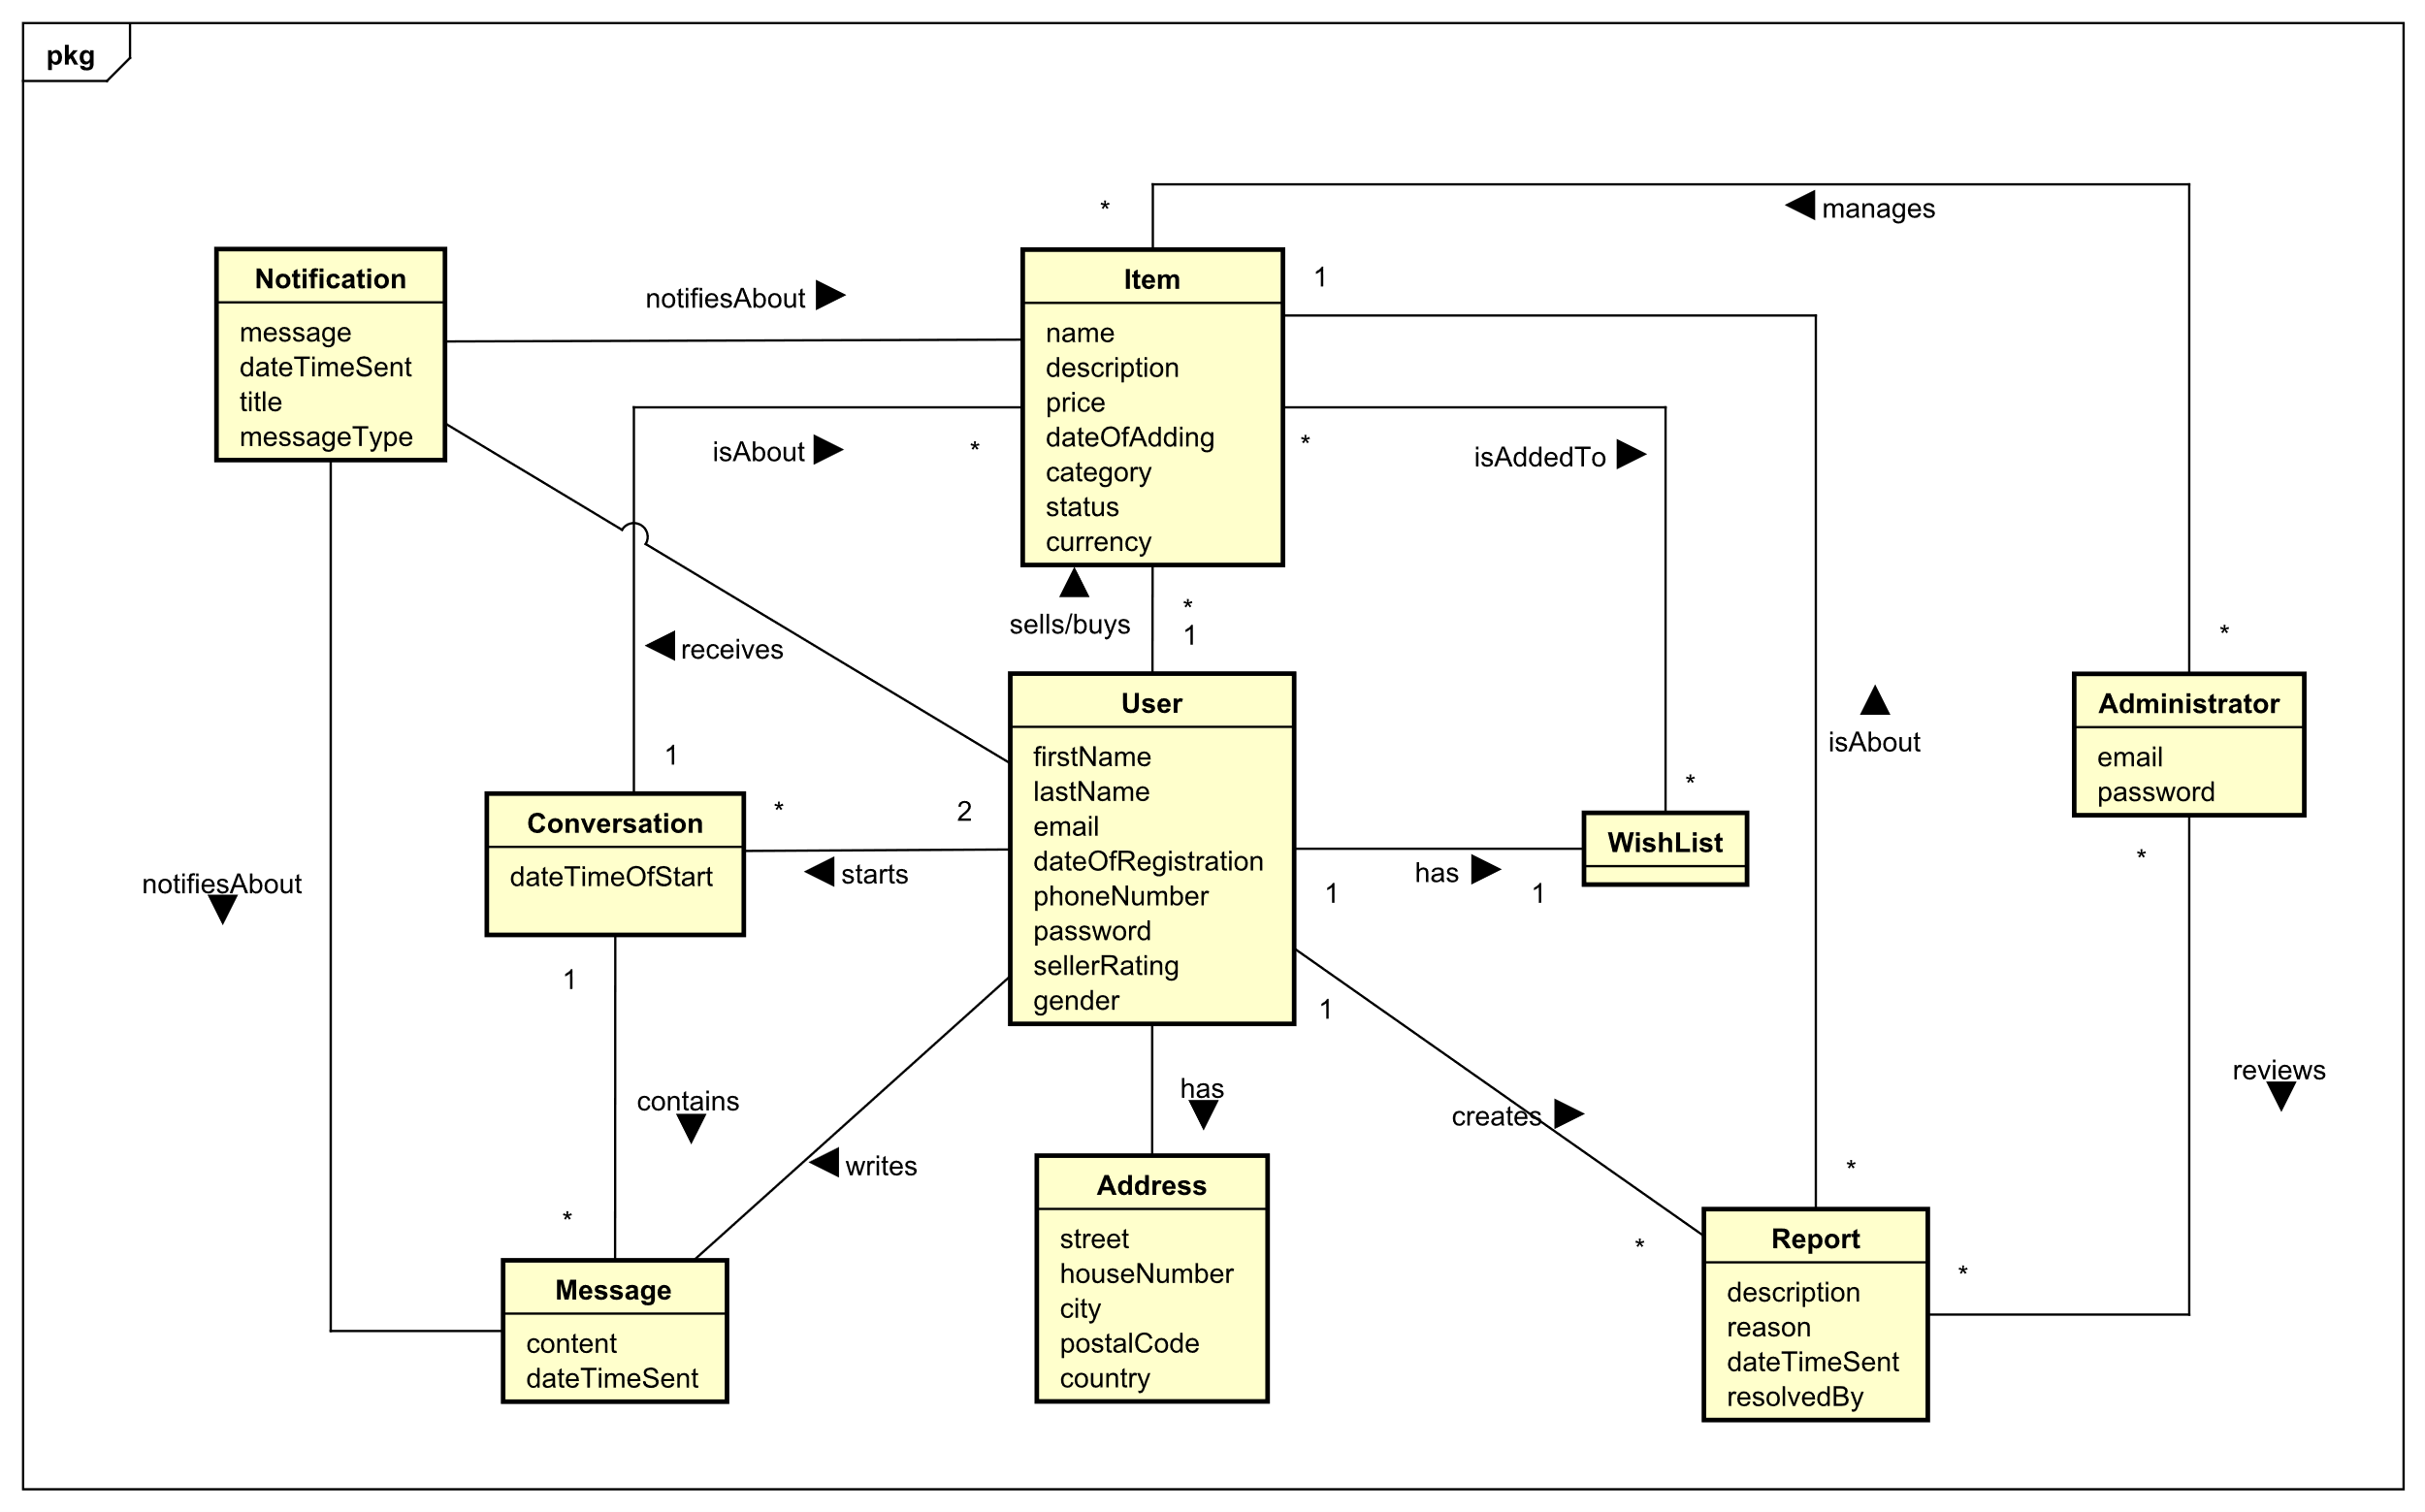 pkg
*
manages
Notification
message
dateTimeSent
title
messageType
notifiesAbout
Item
name
description
price
dateOfAdding
category
status
currency
1
isAbout
*
*
isAddedTo
sells/buys
*
1
receives
*
1
User
firstName
lastName
email
dateOfRegistration
phoneNumber
password
sellerRating
gender
isAbout
Administrator
email
password
*
Conversation
dateTimeOfStart
*
2
starts
*
WishList
has
1
1
notifiesAbout
1
1
*
contains
writes
has
creates
reviews
*
*
Message
content
dateTimeSent
Address
street
houseNumber
city
postalCode
country
*
*
Report
description
reason
dateTimeSent
resolvedBy